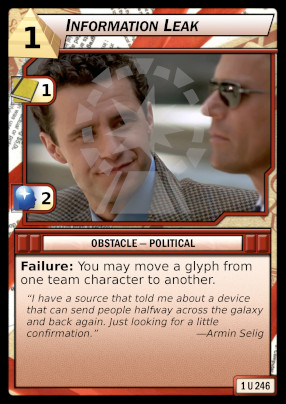 INFORMATION LEAK
1
1
2
OBSTACLE – POLITICAL
Failure: You may move a glyph from
one team character to another.
“I have a source that told me about a device
that can send people halfway across the galaxy
and back again. Just looking for a little
confirmation.” —Armin Selig
1 U 246